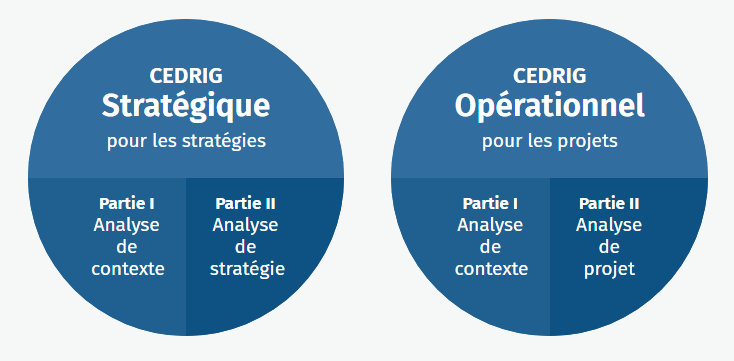 CEDRIG
Stratégique
pour les stratégies
Partie I
Analyse
de
contexte
Partie II
Analyse
de
stratégie
CEDRIG
Opérationnel
pour les projets
Partie I
Analyse
de
contexte
Partie II
Analyse
de
projet